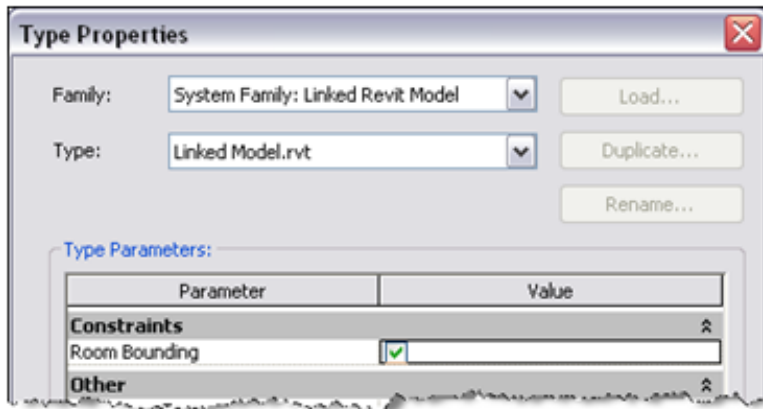 Type Properties
Family: System Family: Linked Revit Model Load...
Type: Linked Model.rvt Duplicate...
Rename...
Type Parameters:
Parameter Value
Constraints
Room Bounding
Other